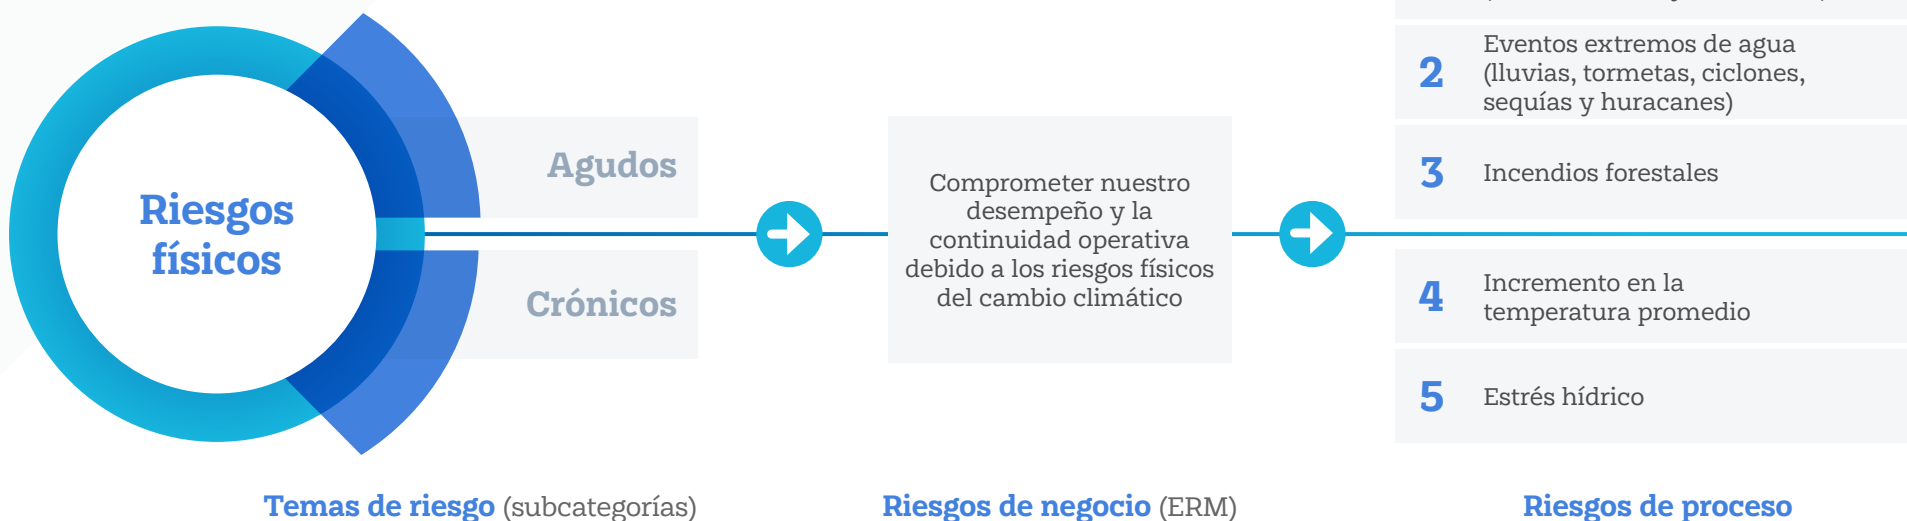 Riesgos
físicos
Agudos
Crónicos
Temas de riesgo (subcategorías)
Comprometer nuestro
desempeño y la
continuidad operativa
debido a los riesgos físicos
del cambio climático
Riesgos de negocio (ERM)
2
Eventos extremos de agua
(lluvias, tormetas, ciclones,
sequías y huracanes)
3
Incendios forestales
4
Incremento en la
temperatura promedio
5
Estrés hídrico
Riesgos de proceso